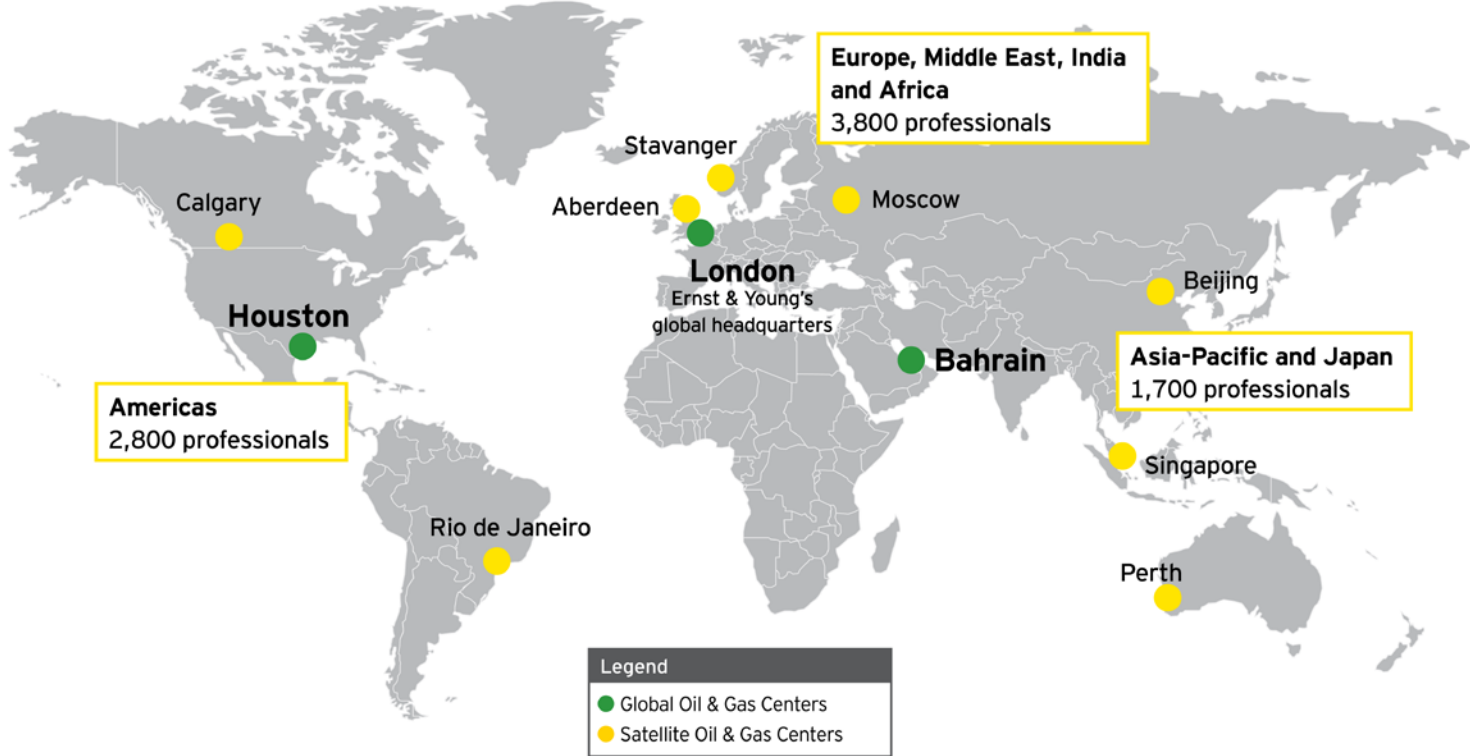 Europe, Middle East, India
and Africa
3,800 professionals
Stavanger
Calgary
Aberdeen
Moscow
London
Ernst & Young's
global headquarters
Beijing
Houston
Bahrain
Asia-Pacific and Japan
1,700 professionals
Americas
2,800 professionals
Singapore
Rio de Janeiro
Perth
Legend
Global Oil & Gas Centers
Satellite Oil & Gas Centers